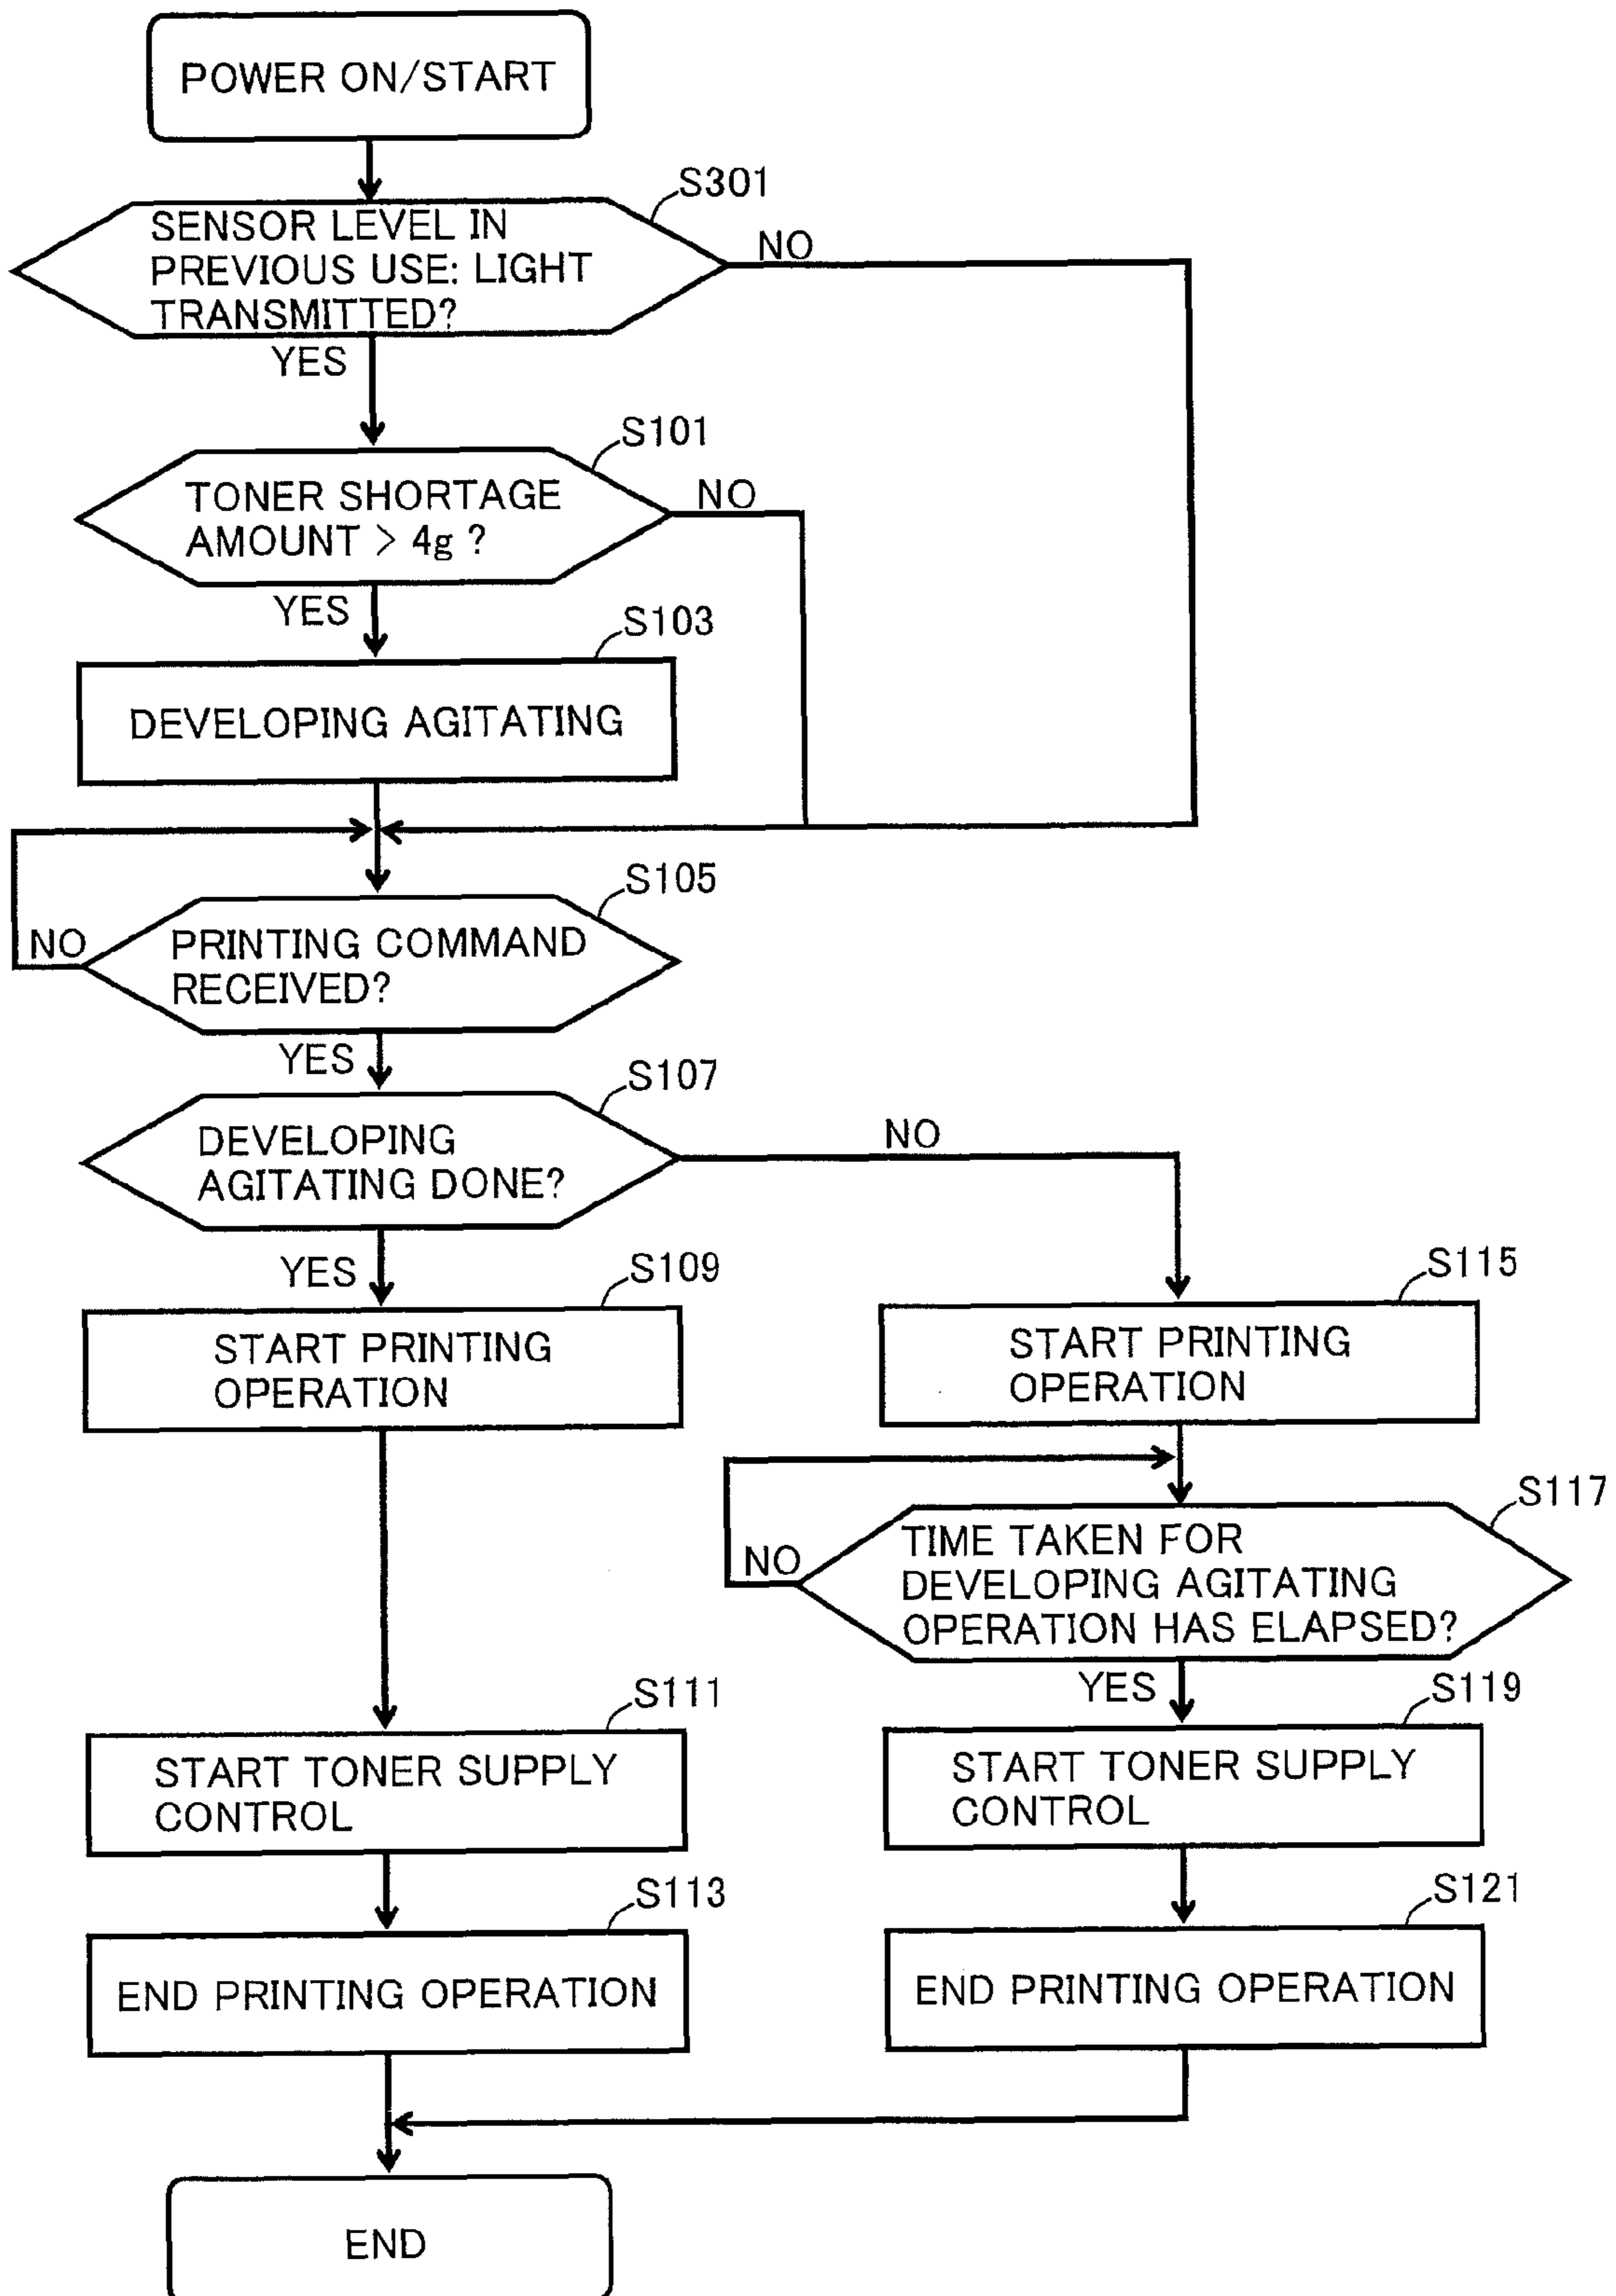 POWER ON/START
S301
SENSOR LEVEL IN
PREVIOUS USE: LIGHT
TRANSMITTED?
NO
YES
S101
TONER SHORTAGE
AMOUNT > 4g ?
NO
YES
S103
DEVELOPING AGITATING
S105
PRINTING COMMAND
RECEIVED?
NO
YES
S107
DEVELOPING
AGITATING DONE?
NO
YES
S109
START PRINTING
OPERATION
S115
START PRINTING
OPERATION
S117
TIME TAKEN FOR
DEVELOPING AGITATING
OPERATION HAS ELAPSED?
NO
YES
S111
START TONER SUPPLY
CONTROL
S119
START TONER SUPPLY
CONTROL
S113
END PRINTING OPERATION
S121
END PRINTING OPERATION
END